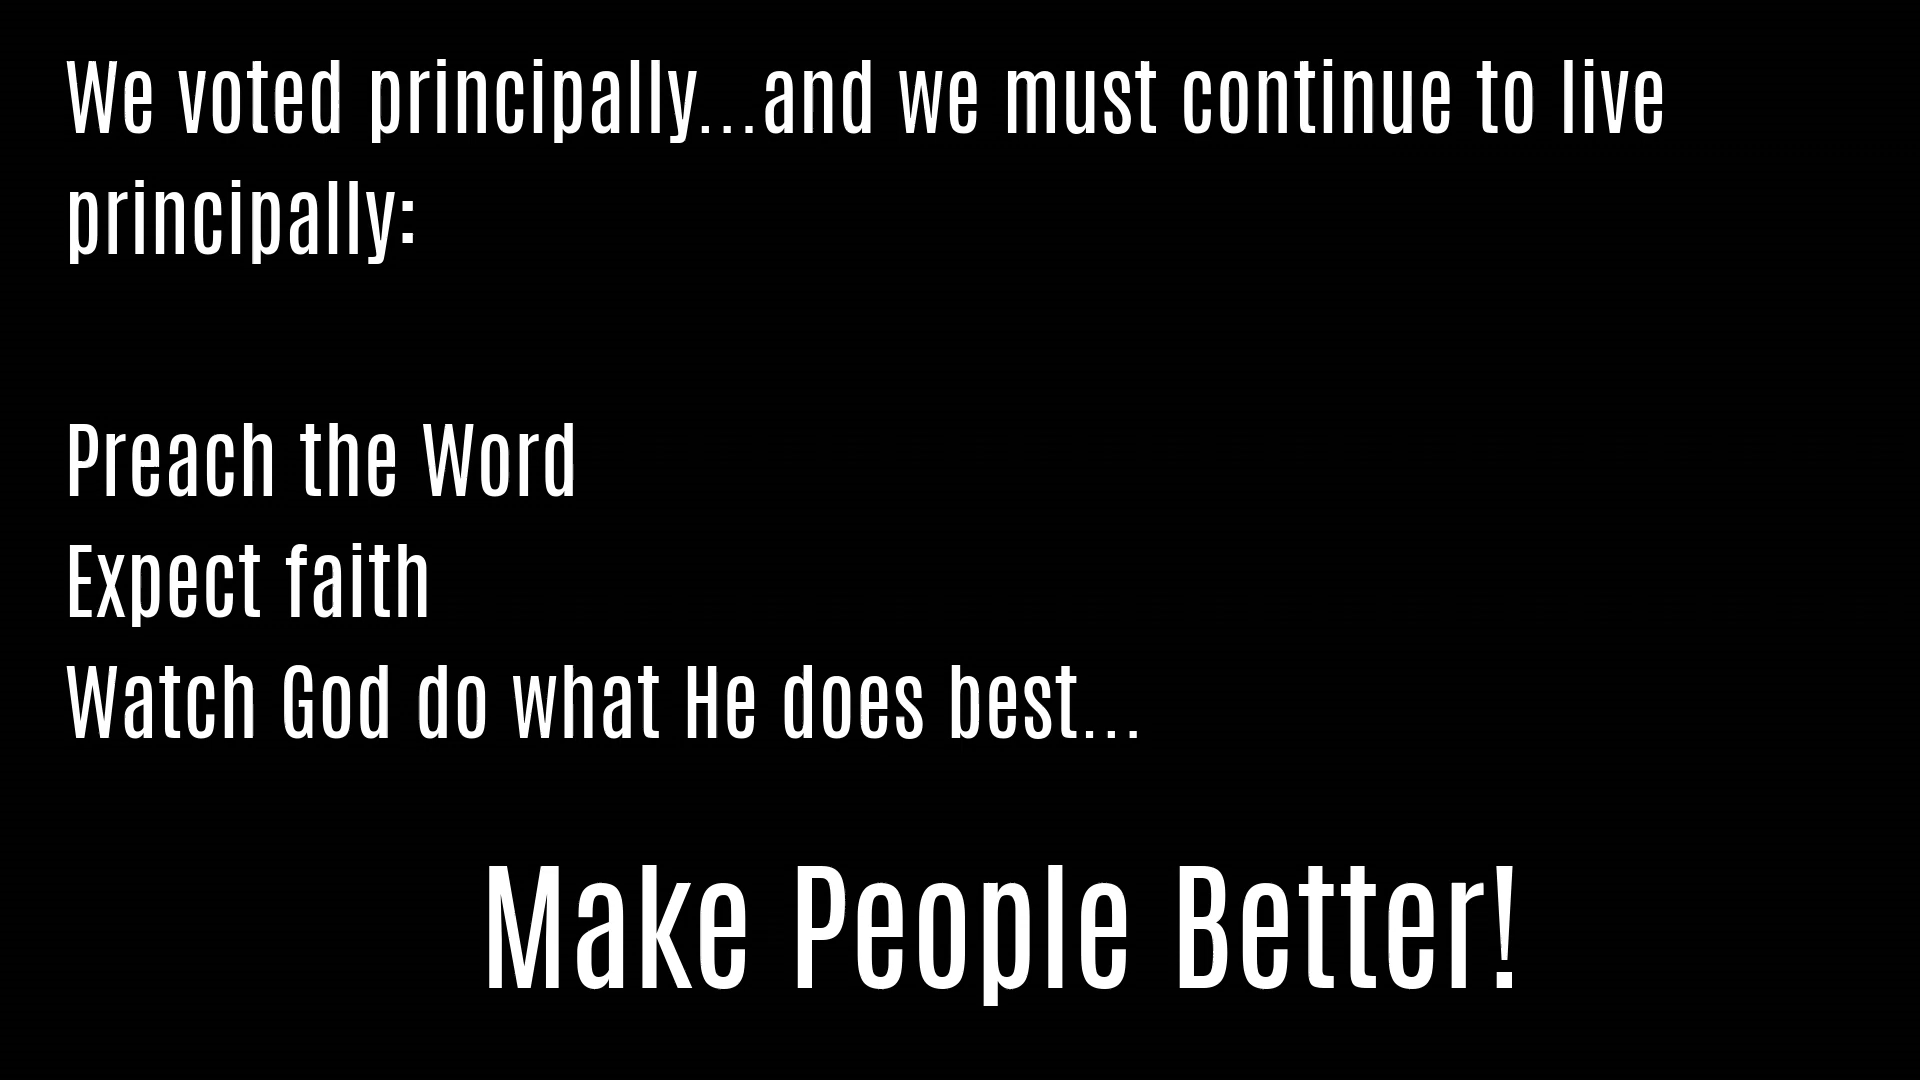 We voted principally...and we must continue to live
principally:
Preach the Word
Expect faith
Watch God do what He does best...
Make People Better!